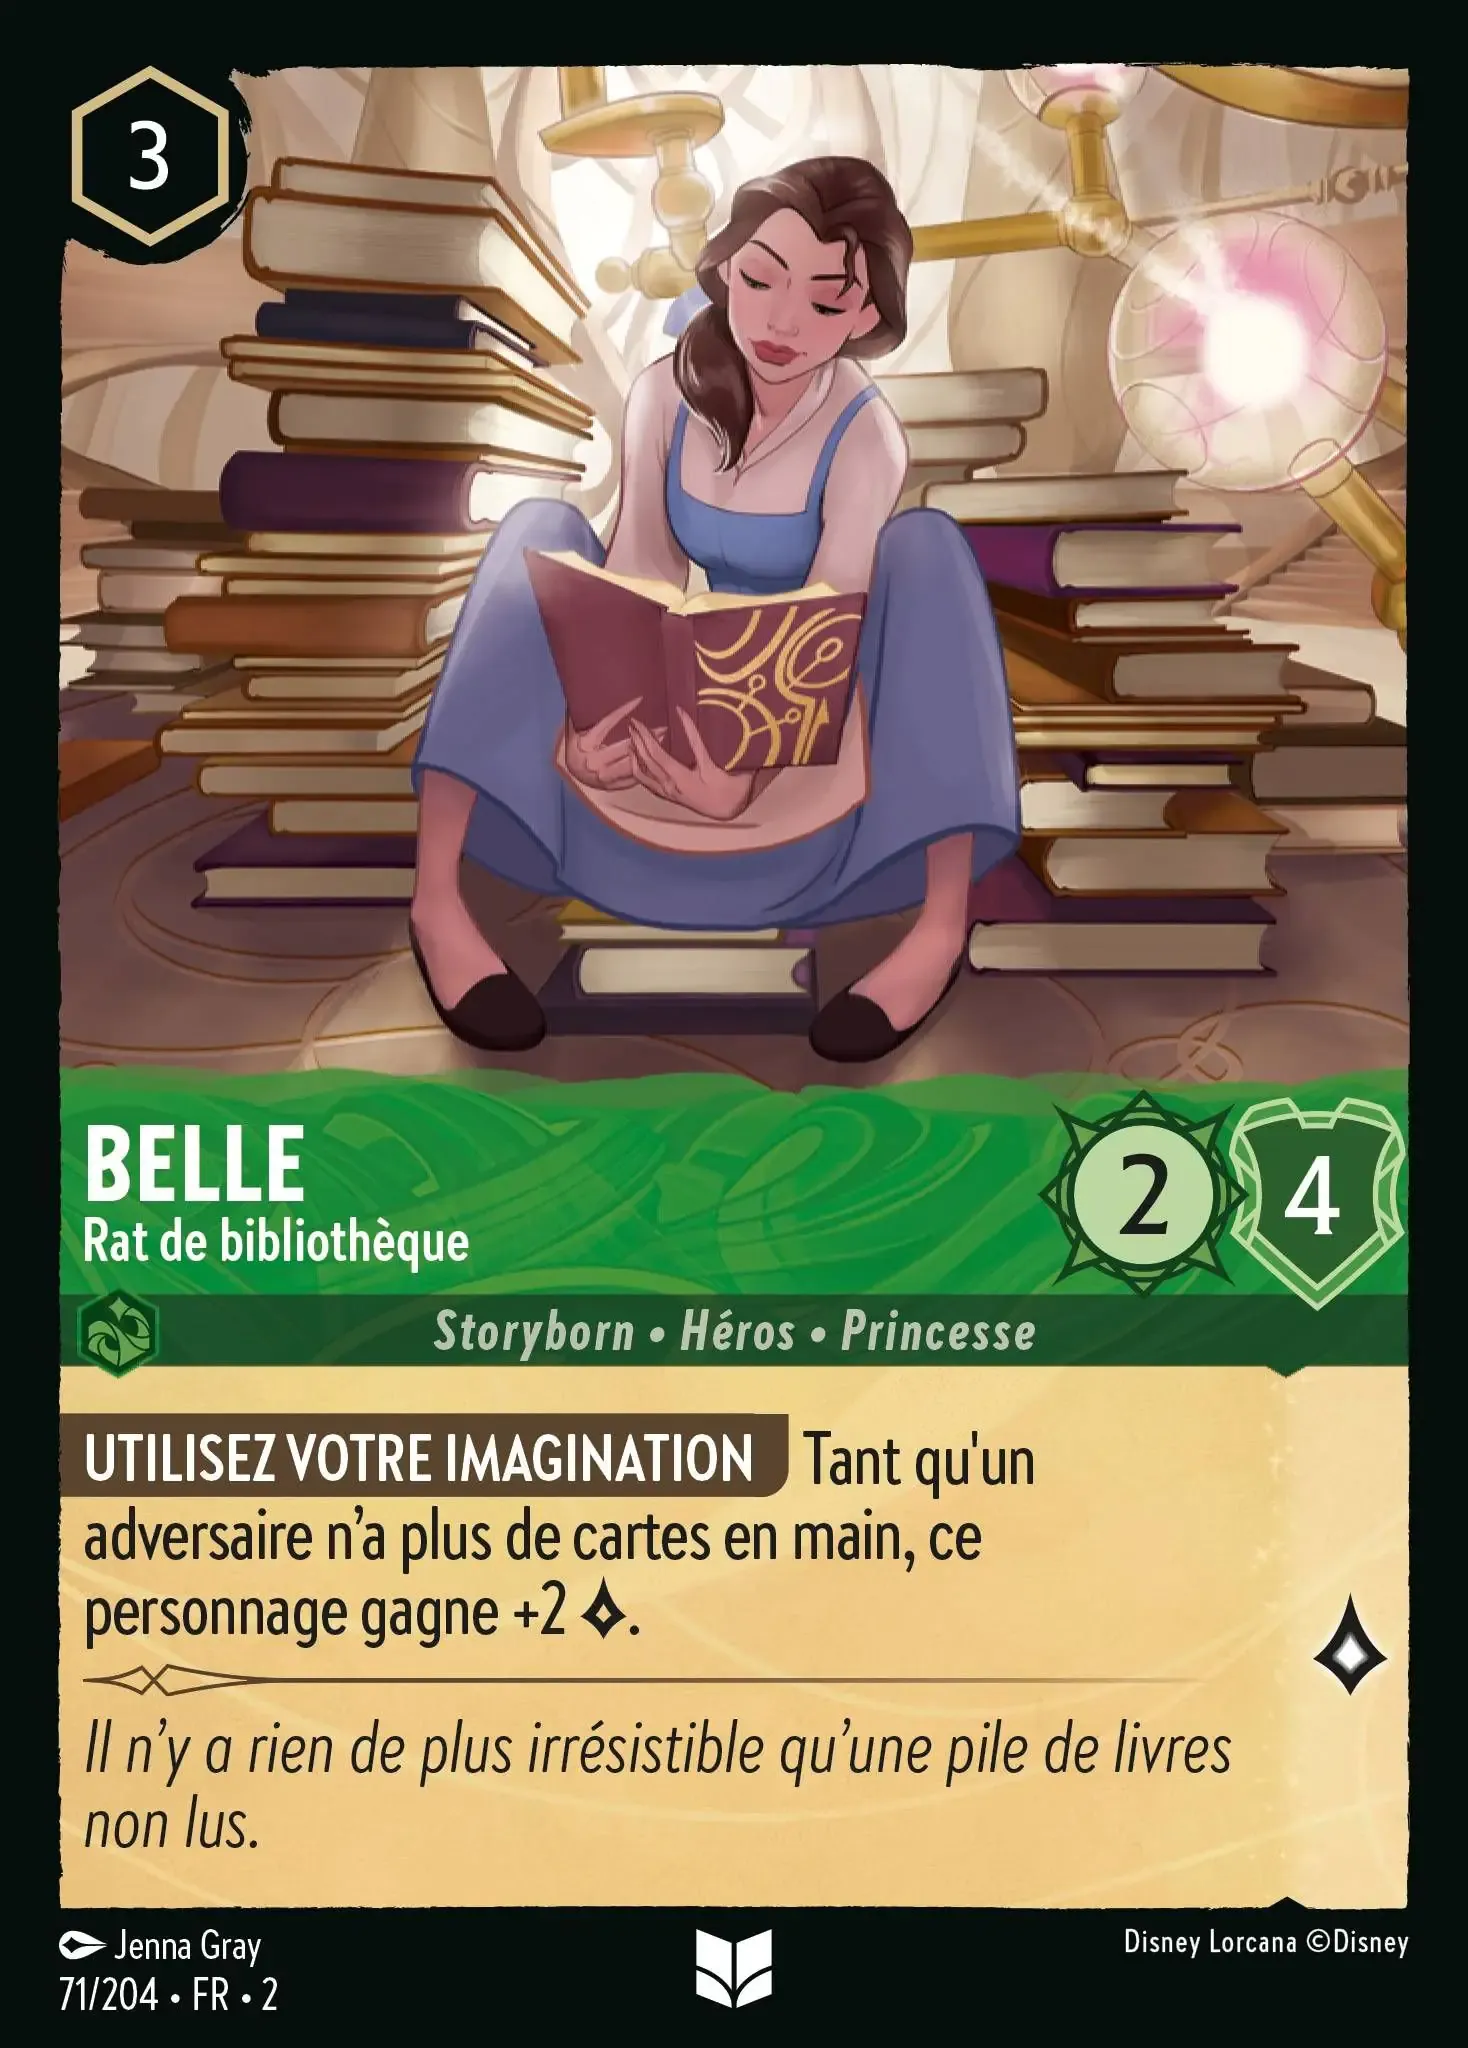 3
BELLE
Rat de bibliothèque
2
4
Storyborn • Héros • Princesse
UTILISEZ VOTRE IMAGINATION Tant qu'un
adversaire n’a plus de cartes en main, ce
personnage gagne +2 .
Il n’y a rien de plus irrésistible qu’une pile de livres
non lus.
Jenna Gray
Disney Lorcana ©Disney
71/204 • FR • 2